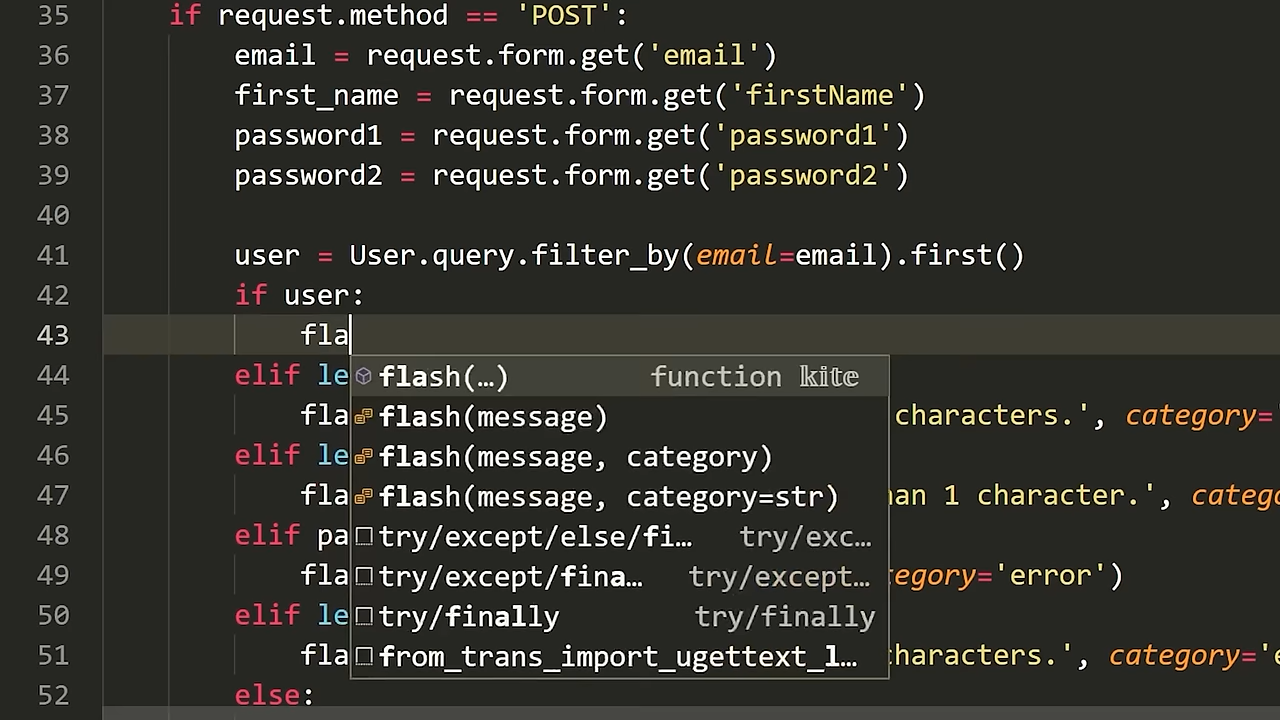 35 if request.method == 'POST':
36 email = request.form.get('email')
37 first_name = request.form.get('firstName')
38 password1 = request.form.get('password1')
39 password2 = request.form.get('password2')
40
41 user = User.query.filter_by(email=email).first()
42 if user:
43 fla
44 elif le flash(…) function kite
45 fla flash(message) characters.', category=
46 elif le flash(message, category)
47 fla flash(message, category=str) han 1 character.', catego
48 elif pa try/except/else/fi… try/exc…
49 fla try/except/fina… try/except… tegory='error')
50 elif le try/finally try/finally
51 fla from_trans_import_ugettext_l… characters.', category='e
52 else: